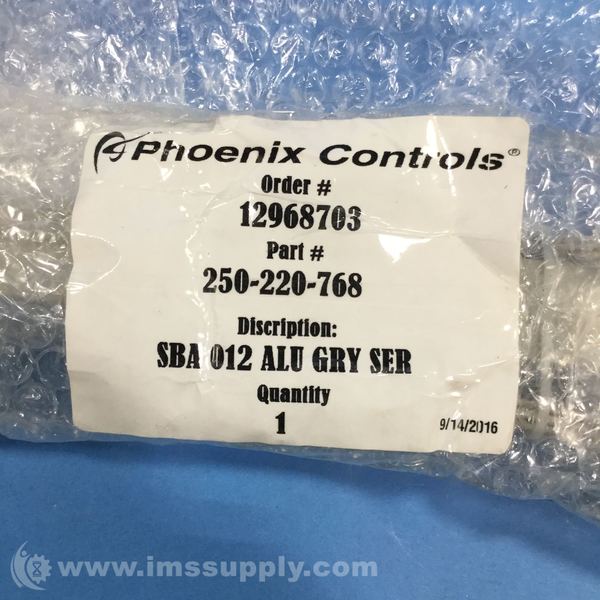 Phoenix Controls®
Order #
12968703
Part #
250-220-768
Discription:
SBA 012 ALU GRY SER
Quantity
1
9/14/2016
www.imssupply.com